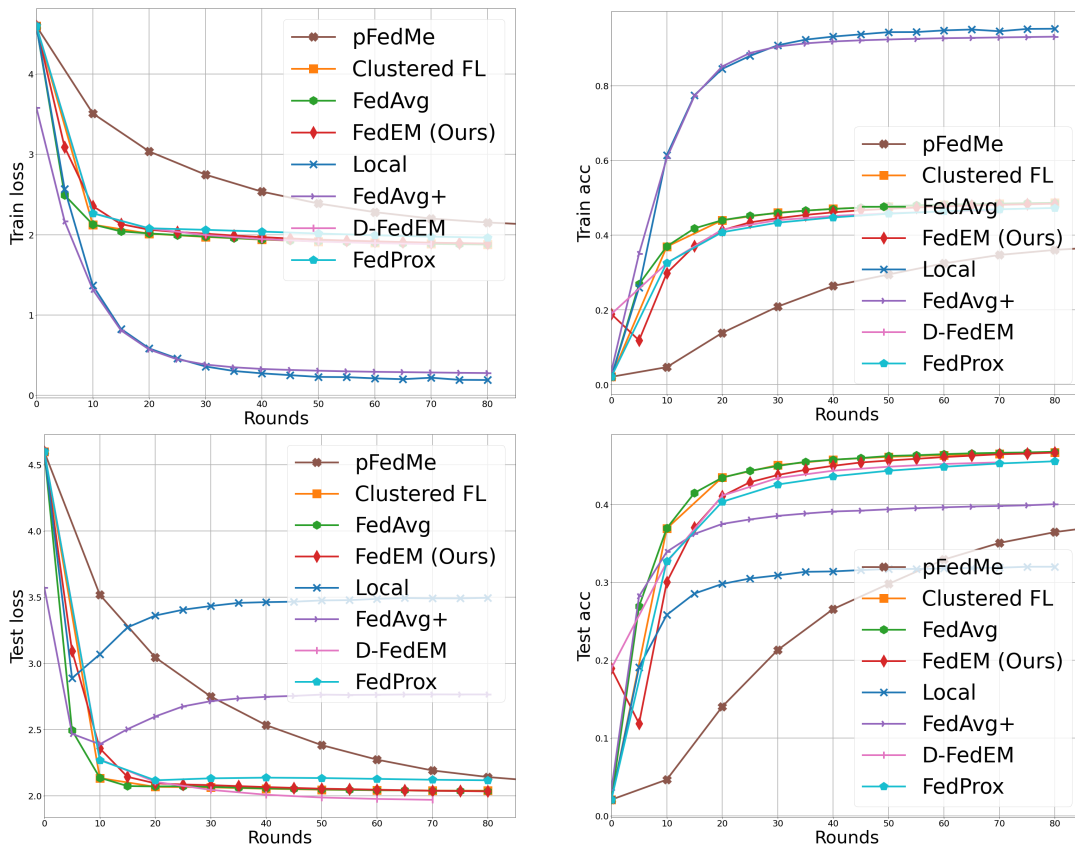 Train loss
4
3
2
1
0
0
10
20
30
40
50
60
70
80
Rounds
pFedMe
Clustered FL
FedAvg
FedEM (Ours)
Local
FedAvg+
D-FedEM
FedProx
Train acc
0.8
0.6
0.4
0.2
0.0
0
10
20
30
40
50
60
70
80
Rounds
pFedMe
Clustered FL
FedAvg
FedEM (Ours)
Local
FedAvg+
D-FedEM
FedProx
Test loss
4.5
4.0
3.5
3.0
2.5
2.0
0
10
20
30
40
50
60
70
80
Rounds
pFedMe
Clustered FL
FedAvg
FedEM (Ours)
Local
FedAvg+
D-FedEM
FedProx
Test acc
0.4
0.3
0.2
0.1
0.0
0
10
20
30
40
50
60
70
80
Rounds
pFedMe
Clustered FL
FedAvg
FedEM (Ours)
Local
FedAvg+
D-FedEM
FedProx